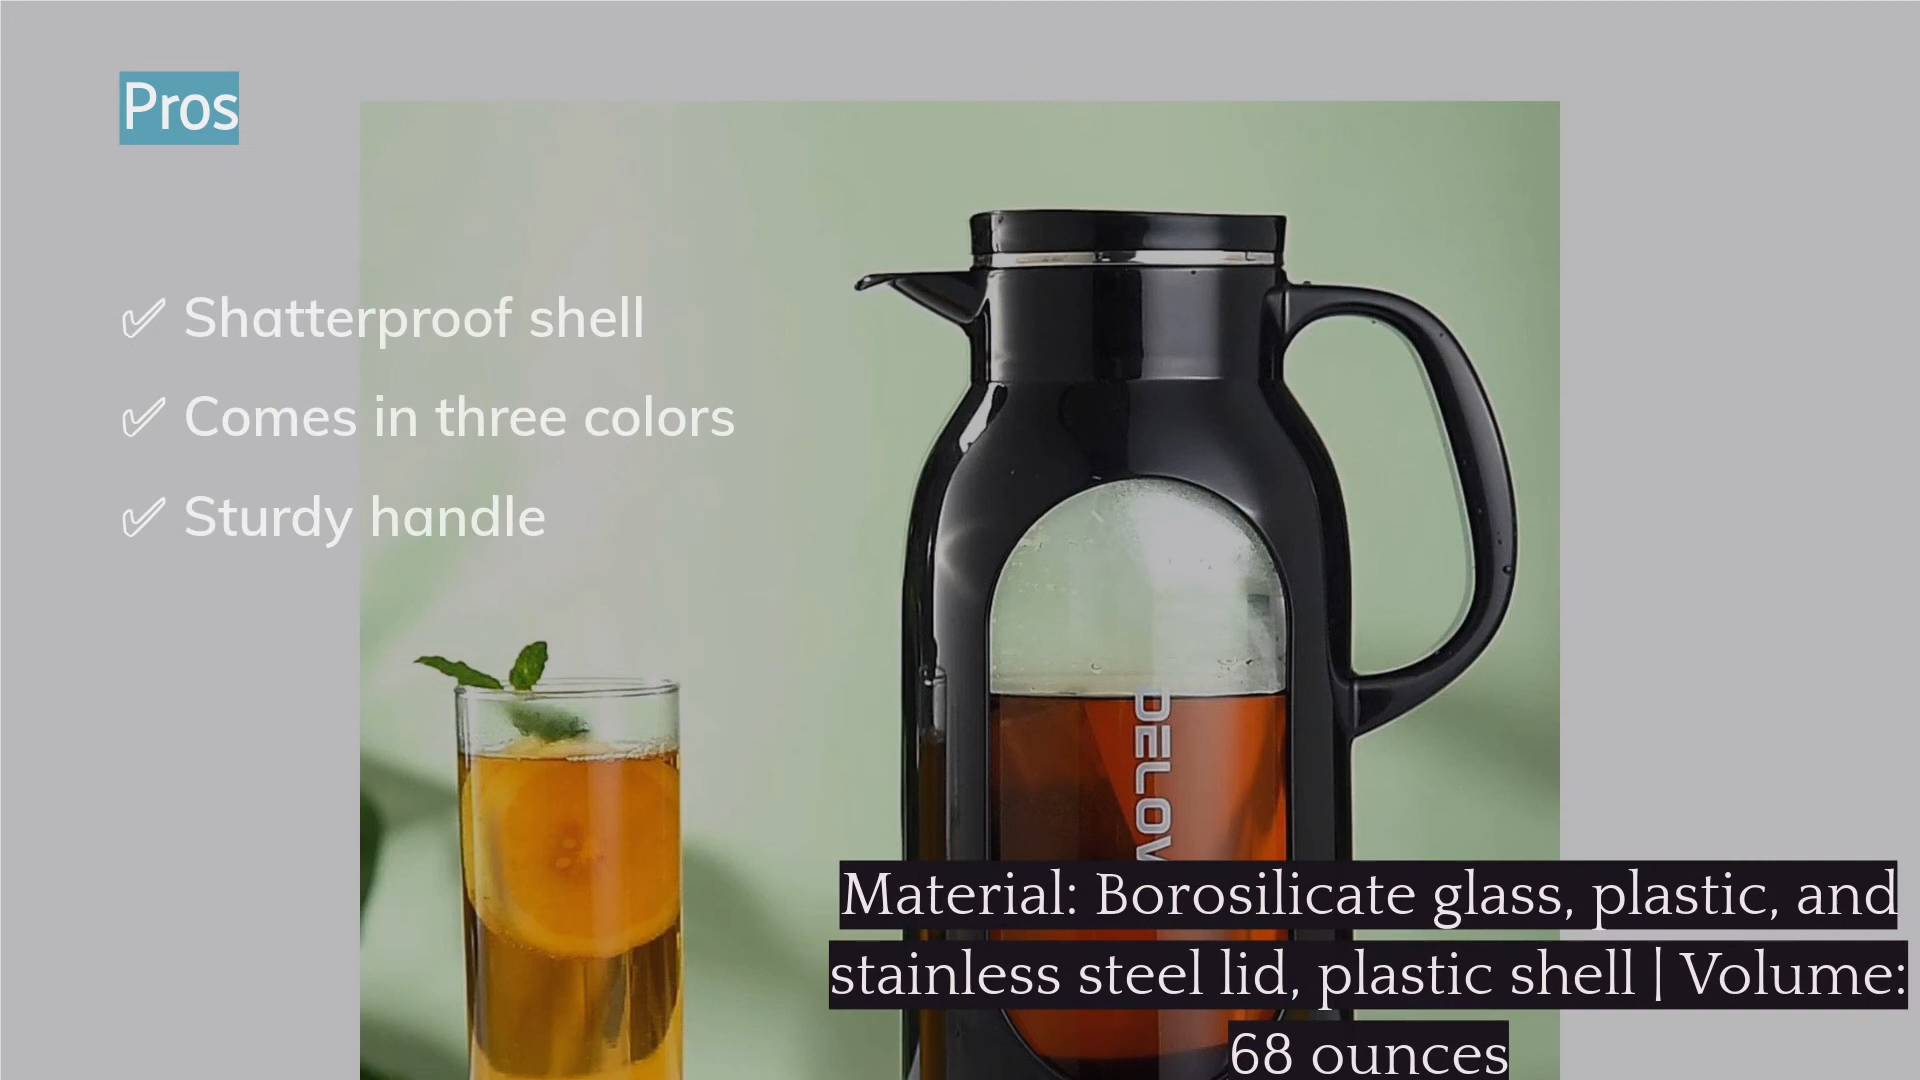 Pros
✅ Shatterproof shell
✅ Comes in three colors
✅ Sturdy handle
DELOV
Material: Borosilicate glass, plastic, and
stainless steel lid, plastic shell | Volume:
68 ounces